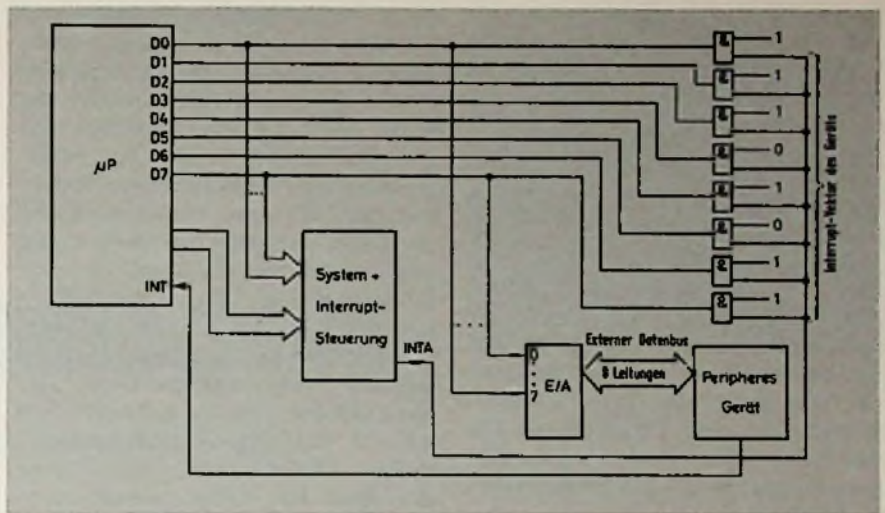 D0
D1
D2
D3
D4
D5
D6
D7
µP
INT
System +
Interrupt-
Steuerung
INTA
0
7
E/A
Externer Datenbus
8 Leitungen
Peripheres
Gerät
& 1
& 1
& 1
& 0
& 1
& 0
& 1
& 1
Interrupt-Vektor des Geräts